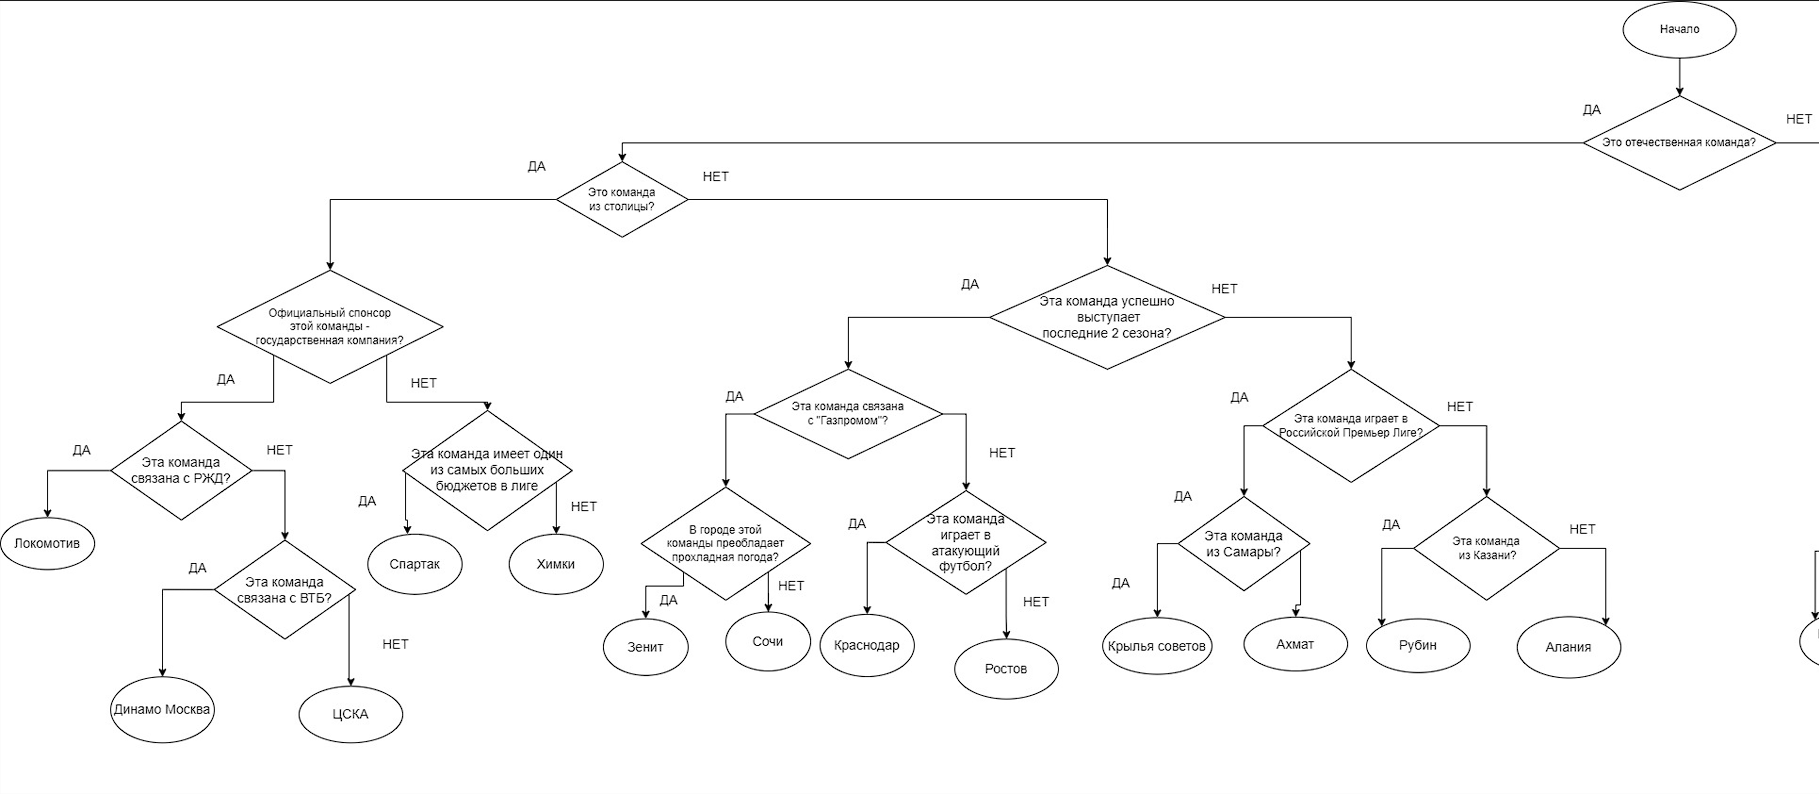 Начало
ДА
НЕТ
Это отечественная команда?
ДА
НЕТ
Это команда
из столицы?
ДА
НЕТ
Официальный спонсор
этой команды -
государственная компания?
Эта команда успешно
выступает
последние 2 сезона?
ДА
НЕТ
ДА
НЕТ
ДА
НЕТ
Эта команда связана
с "Газпромом"?
Эта команда играет в
Российской Премьер Лиге?
ДА
НЕТ
ДА
НЕТ
Эта команда
связана с РЖД?
Эта команда имеет один
из самых больших
бюджетов в лиге
ДА
НЕТ
В городе этой
команды преобладает
прохладная погода?
ДА
Эта команда
играет в
атакующий
футбол?
ДА
Эта команда
из Самары?
ДА
НЕТ
Эта команда
из Казани?
Локомотив
Спартак
Химки
ДА
НЕТ
Эта команда
связана с ВТБ?
ДА
НЕТ
НЕТ
ДА
Зенит
Сочи
Краснодар
Ростов
Крылья советов
Ахмат
Рубин
Алания
НЕТ
Динамо Москва
ЦСКА